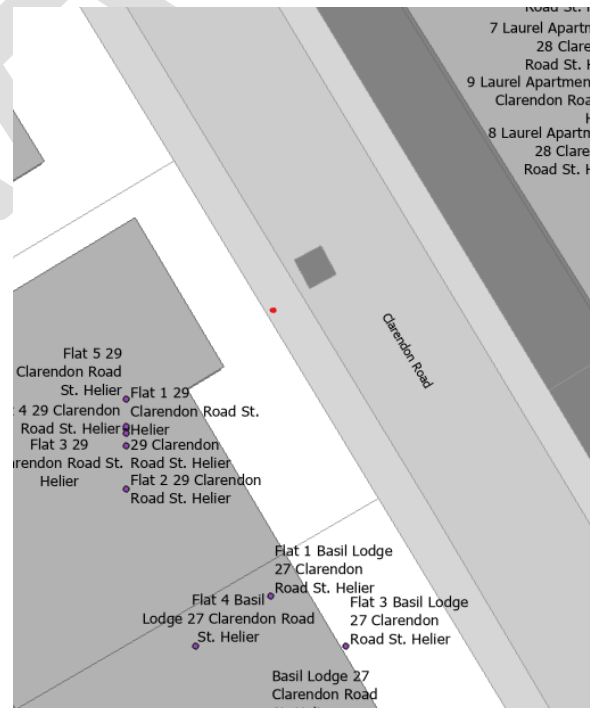 Road St. H
7 Laurel Apartm
28 Clare
Road St. H
9 Laurel Apartmen
Clarendon Roa
H
8 Laurel Apartm
28 Clare
Road St. H
Clarendon Road
Flat 5 29
Clarendon Road
St. Helier
Flat 1 29
Clarendon Road St.
Helier
4 29 Clarendon
Road St. Helier
Flat 3 29
arendon Road St.
Helier
29 Clarendon
Road St. Helier
Flat 2 29 Clarendon
Road St. Helier
Flat 1 Basil Lodge
27 Clarendon
Road St. Helier
Flat 4 Basil
Lodge 27 Clarendon Road
St. Helier
Flat 3 Basil Lodge
27 Clarendon
Road St. Helier
Basil Lodge 27
Clarendon Road